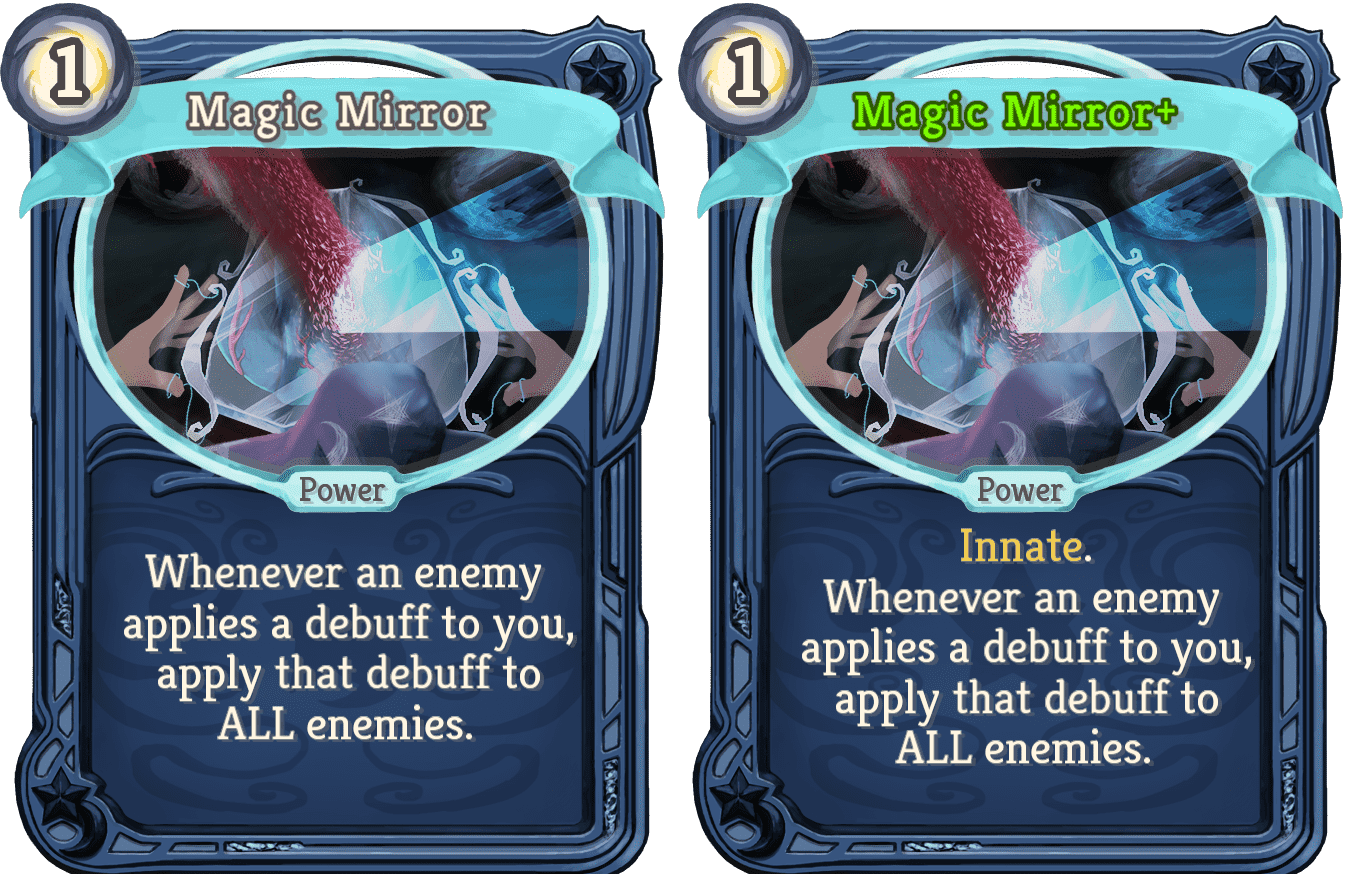 1
Magic Mirror
Power
Whenever an enemy
applies a debuff to you,
apply that debuff to
ALL enemies.
1
Magic Mirror+
Power
Innate.
Whenever an enemy
applies a debuff to you,
apply that debuff to
ALL enemies.